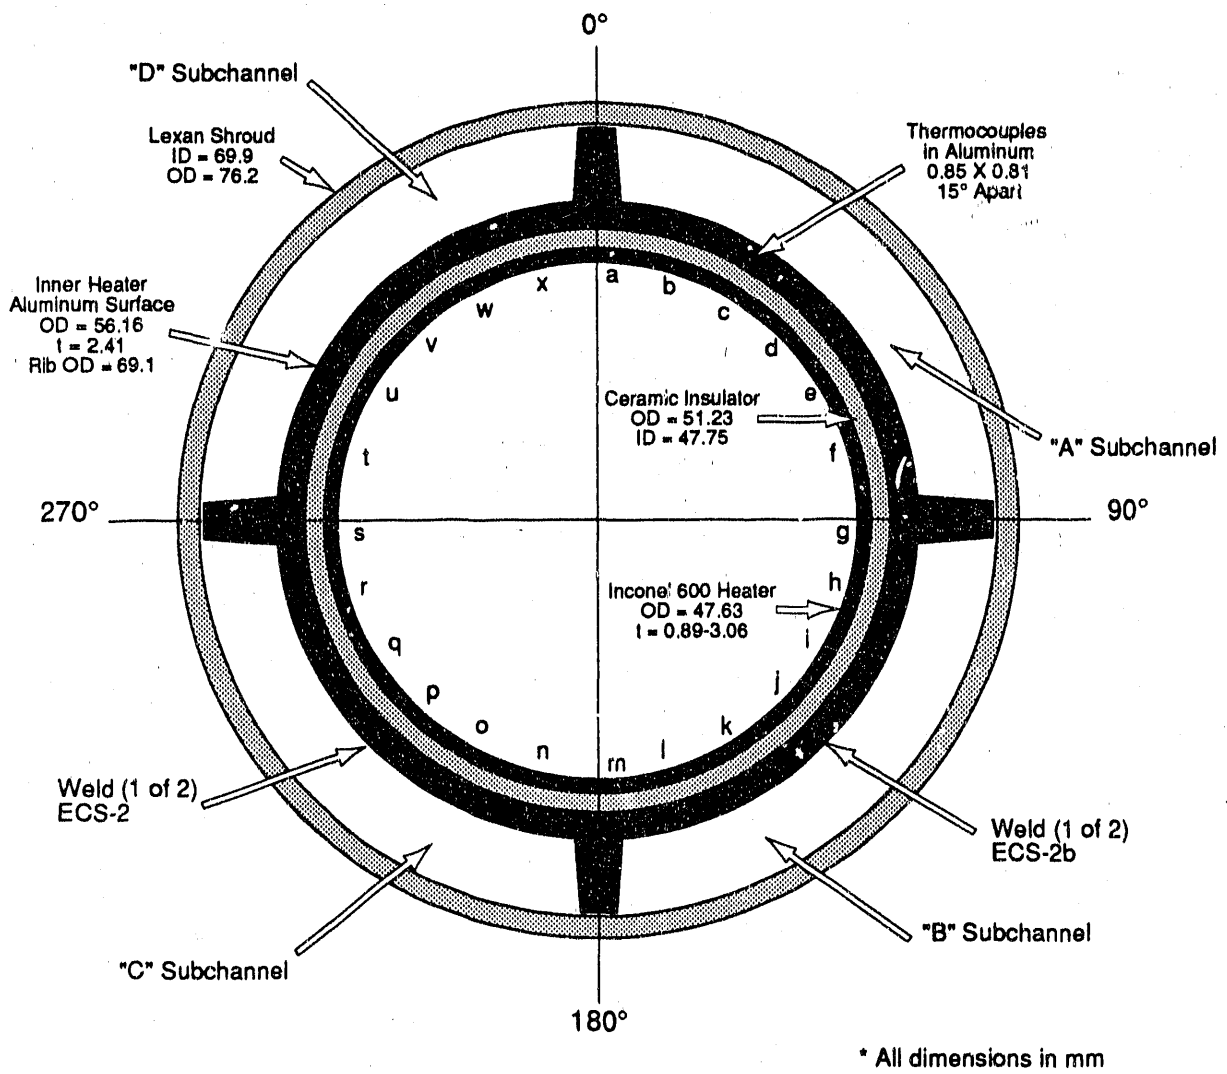 0°
"D" Subchannel
Lexan Shroud
ID = 69.9
OD = 76.2
Thermocouples
in Aluminum
0.85 X 0.81
15° Apart
Inner Heater
Aluminum Surface
OD = 56.16
t = 2.41
Rib OD = 69.1
x a b
w c
v d
u e
t f
Ceramic Insulator
OD = 51.23
ID = 47.75
"A" Subchannel
270°
90°
s g
r h
q i
p j
o k
n m l
Inconel 600 Heater
OD = 47.63
t = 0.89-3.06
Weld (1 of 2)
ECS-2
Weld (1 of 2)
ECS-2b
"C" Subchannel
"B" Subchannel
180°
* All dimensions in mm